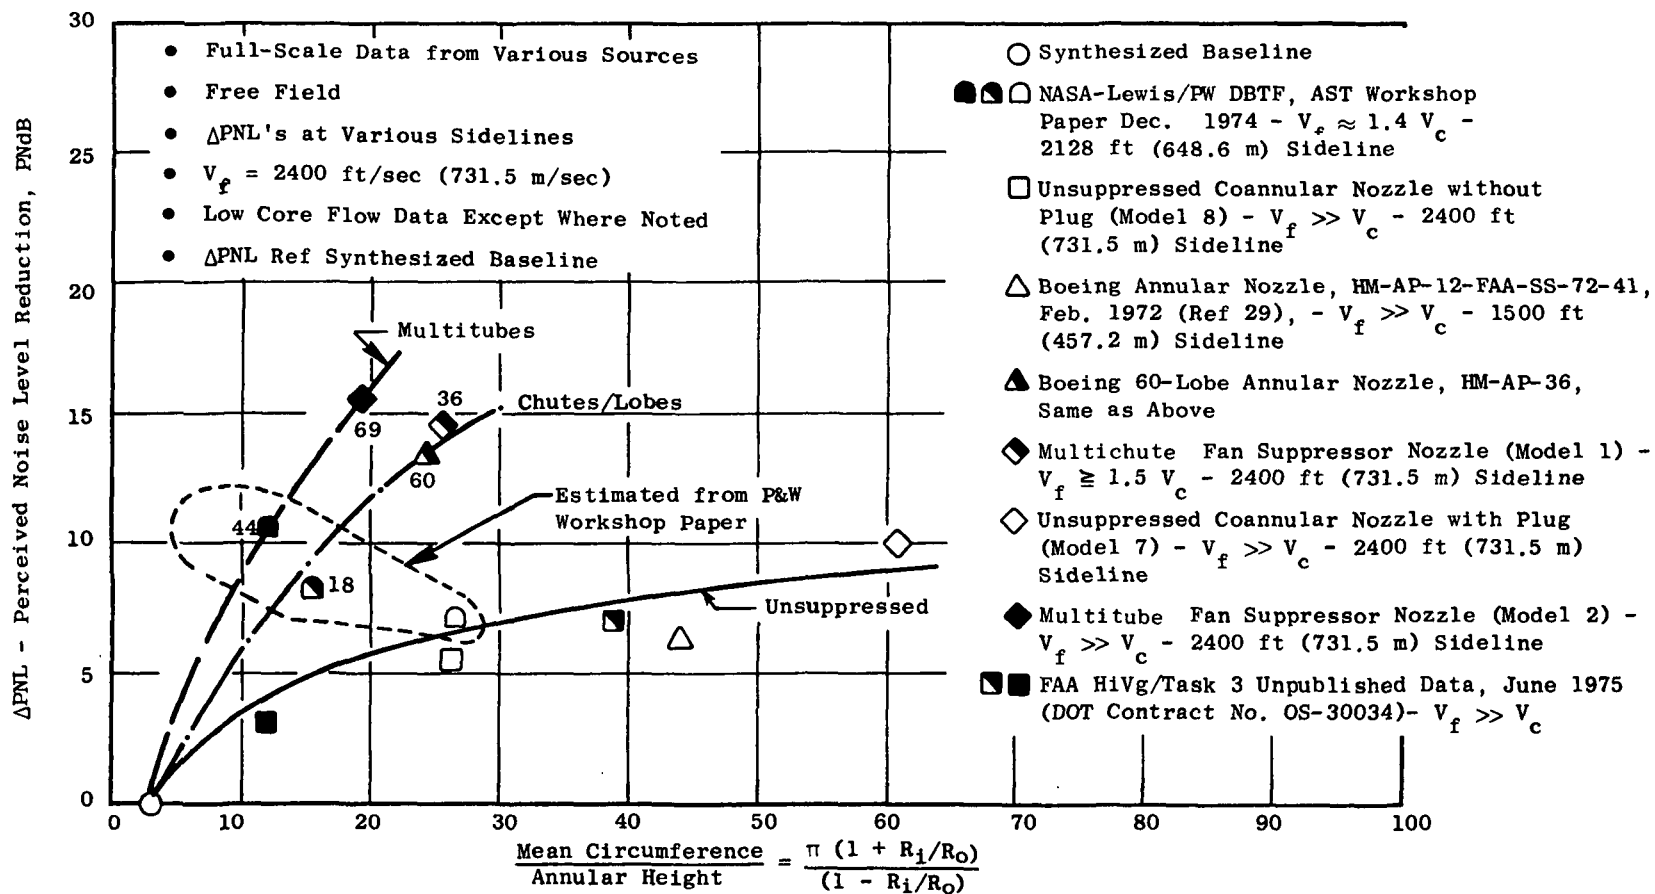 30
25
20
15
10
5
0
ΔPNL - Perceived Noise Level Reduction, PNdB
• Full-Scale Data from Various Sources
• Free Field
• ΔPNL's at Various Sidelines
• V_f = 2400 ft/sec (731.5 m/sec)
• Low Core Flow Data Except Where Noted
• ΔPNL Ref Synthesized Baseline
Synthesized Baseline
NASA-Lewis/PW DBTF, AST Workshop
Paper Dec. 1974 - V_f ≈ 1.4 V_c -
2128 ft (648.6 m) Sideline
Unsuppressed Coannular Nozzle without
Plug (Model 8) - V_f >> V_c - 2400 ft
(731.5 m) Sideline
Boeing Annular Nozzle, HM-AP-12-FAA-SS-72-41,
Feb. 1972 (Ref 29), - V_f >> V_c - 1500 ft
(457.2 m) Sideline
Boeing 60-Lobe Annular Nozzle, HM-AP-36,
Same as Above
Multichute Fan Suppressor Nozzle (Model 1) -
V_f ≧ 1.5 V_c - 2400 ft (731.5 m) Sideline
Unsuppressed Coannular Nozzle with Plug
(Model 7) - V_f >> V_c - 2400 ft (731.5 m)
Sideline
Multitube Fan Suppressor Nozzle (Model 2) -
V_f >> V_c - 2400 ft (731.5 m) Sideline
FAA HiVg/Task 3 Unpublished Data, June 1975
(DOT Contract No. OS-30034)- V_f >> V_c
Multitubes
69
36
Chutes/Lobes
60
Estimated from P&W
Workshop Paper
44
18
Unsuppressed
0 10 20 30 40 50 60 70 80 90 100
Mean Circumference / Annular Height = π (1 + R_i/R_o) / (1 - R_i/R_o)